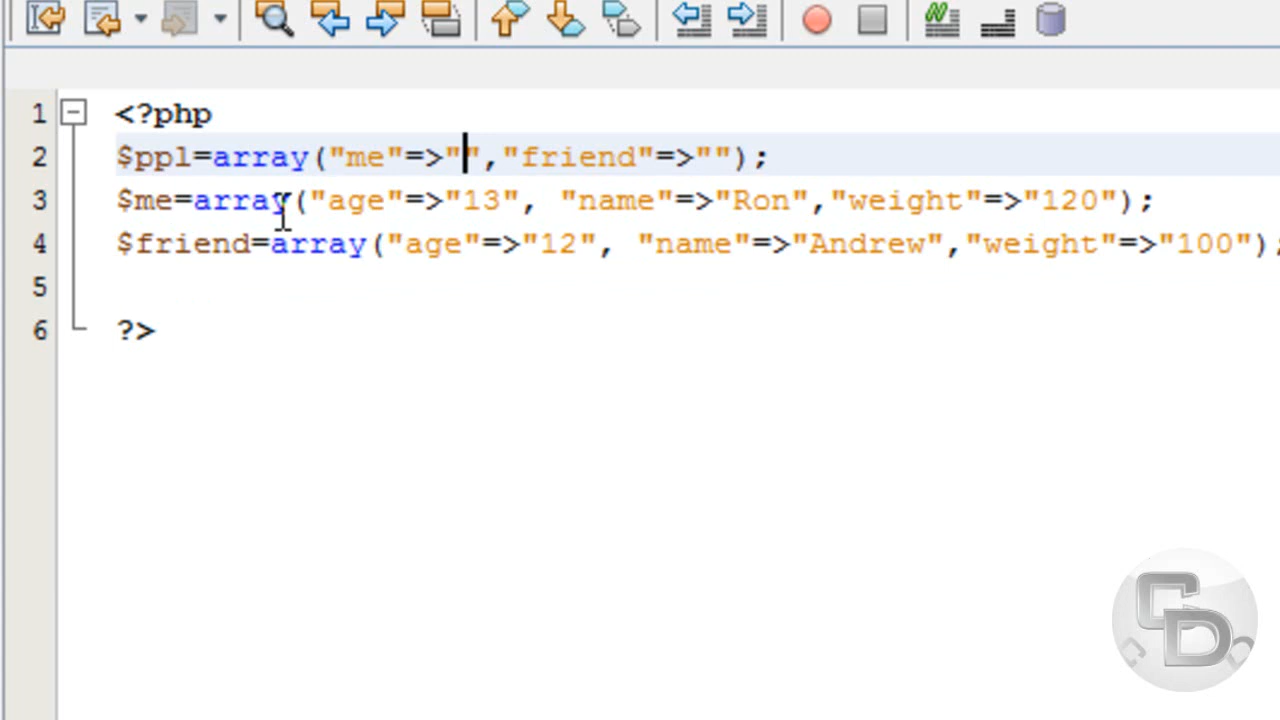 1 <?php
2 $ppl=array("me"=>"","friend"=>"");
3 $me=array("age"=>"13", "name"=>"Ron","weight"=>"120");
4 $friend=array("age"=>"12", "name"=>"Andrew","weight"=>"100");
5
6 ?>
CD